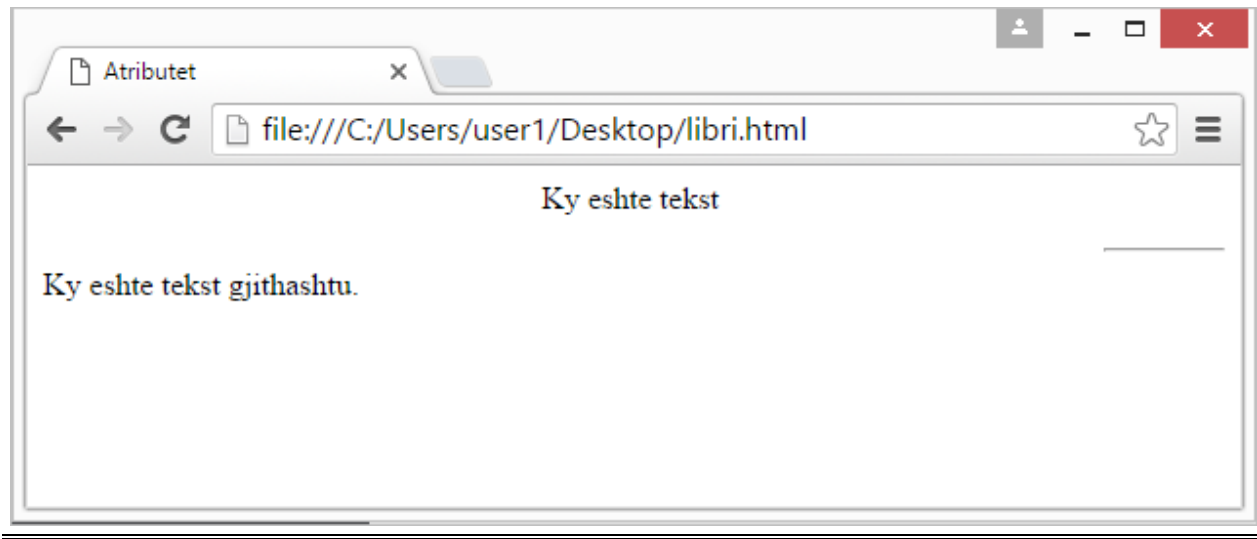 Atributet
file:///C:/Users/user1/Desktop/libri.html
Ky eshte tekst
Ky eshte tekst gjithashtu.